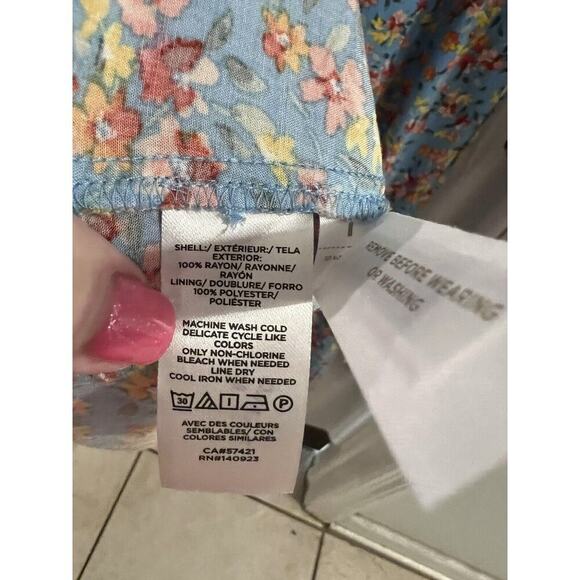 SHELL:/ EXTÉRIEUR:/ TELA
EXTERIOR:
100% RAYON/ RAYONNE/
RAYÓN
LINING/ DOUBLURE/ FORRO
100% POLYESTER/
POLIÉSTER
MACHINE WASH COLD
DELICATE CYCLE LIKE
COLORS
ONLY NON-CHLORINE
BLEACH WHEN NEEDED
LINE DRY
COOL IRON WHEN NEEDED
30 P
AVEC DES COULEURS
SEMBLABLES/ CON
COLORES SIMILARES
CA#57421
RN#140923
REMOVE BEFORE WEARING
OR WASHING